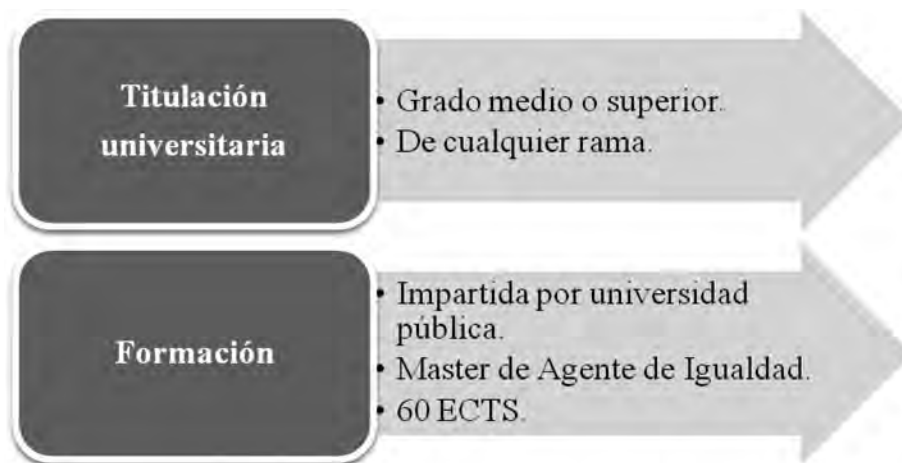 Titulación
universitaria
• Grado medio o superior.
• De cualquier rama.
Formación
• Impartida por universidad
pública.
• Master de Agente de Igualdad.
• 60 ECTS.